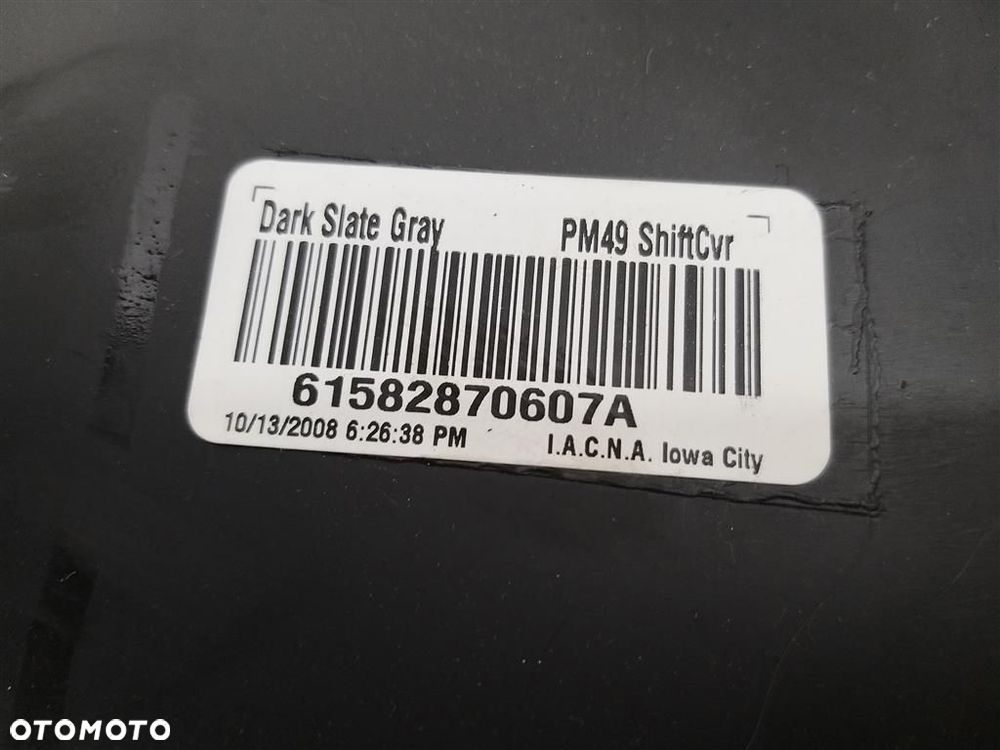 Dark Slate Gray PM49 ShiftCvr
61582870607A
10/13/2008 6:26:38 PM I.A.C.N.A. Iowa City
OTOMOTO